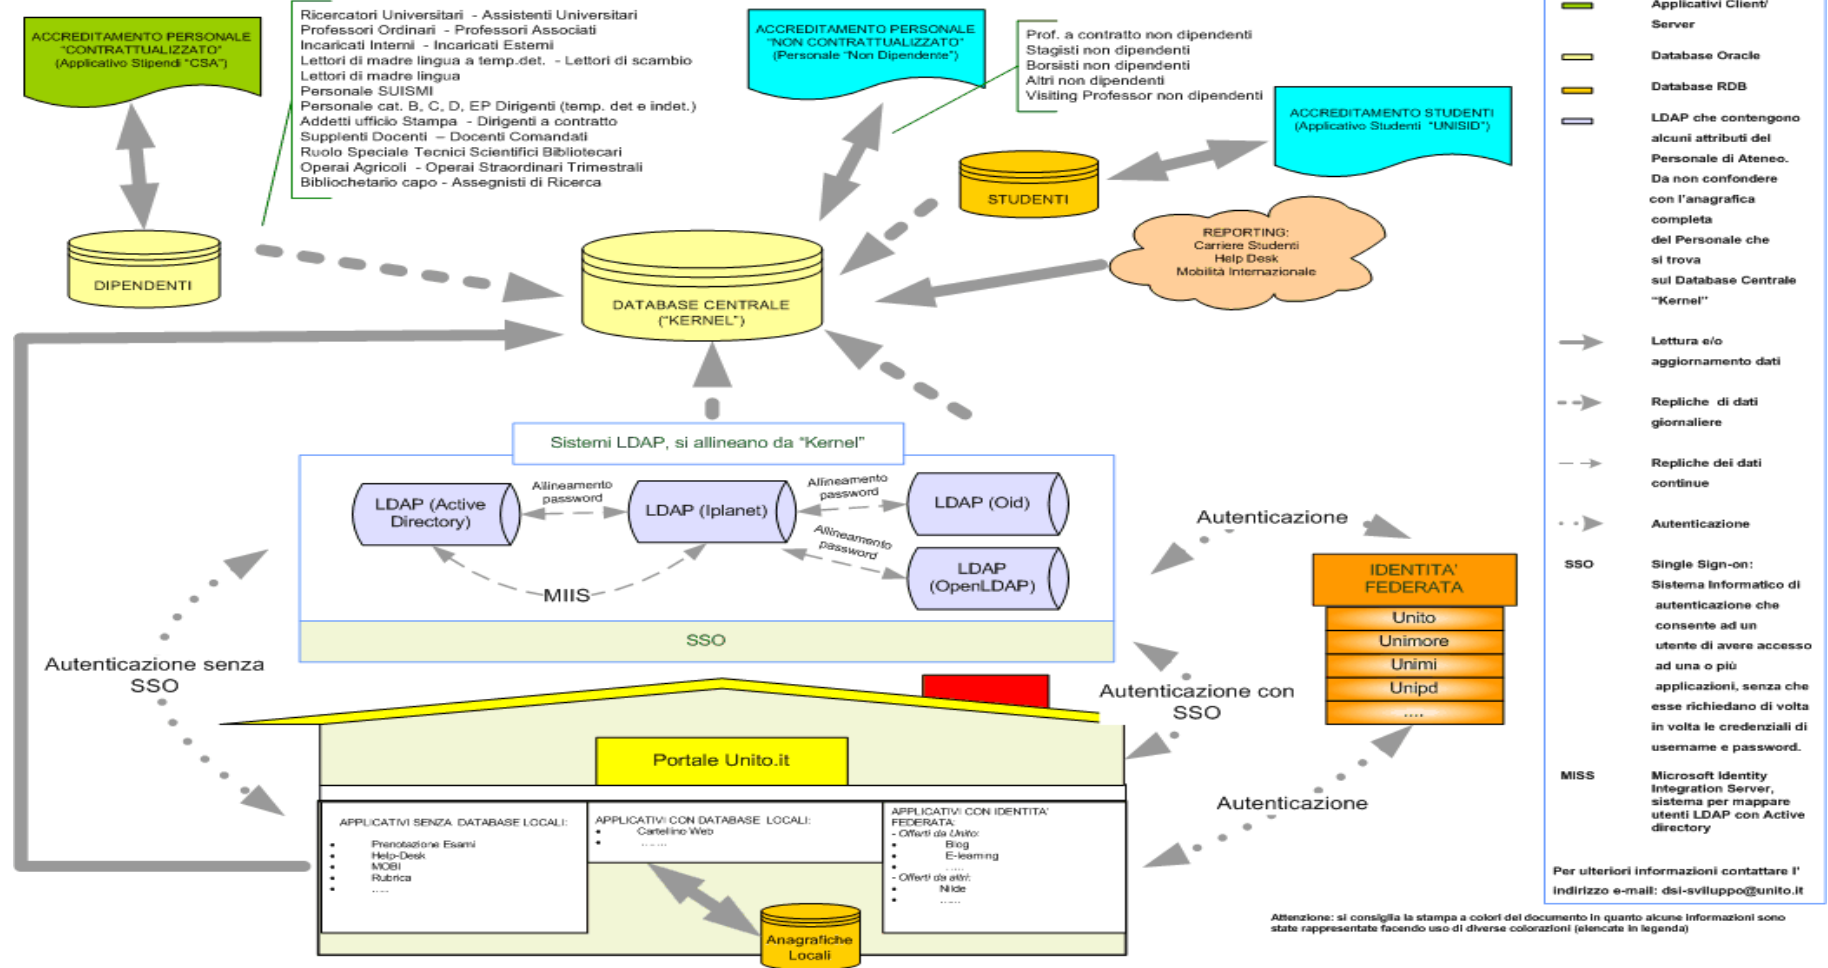 ACCREDITAMENTO PERSONALE
"CONTRATTUALIZZATO"
(Applicativo Stipendi "CSA")
Ricercatori Universitari - Assistenti Universitari
Professori Ordinari - Professori Associati
Incaricati Interni - Incaricati Esterni
Lettori di madre lingua a temp.det. - Lettori di scambio
Lettori di madre lingua
Personale SUISMI
Personale cat. B, C, D, EP Dirigenti (temp. det e indet.)
Addetti ufficio Stampa - Dirigenti a contratto
Supplenti Docenti – Docenti Comandati
Ruolo Speciale Tecnici Scientifici Bibliotecari
Operai Agricoli - Operai Straordinari Trimestrali
Bibliochetario capo - Assegnisti di Ricerca
ACCREDITAMENTO PERSONALE
"NON CONTRATTUALIZZATO"
(Personale "Non Dipendente")
Prof. a contratto non dipendenti
Stagisti non dipendenti
Borsisti non dipendenti
Altri non dipendenti
Visiting Professor non dipendenti
ACCREDITAMENTO STUDENTI
(Applicativo Studenti "UNISID")
STUDENTI
DIPENDENTI
REPORTING:
Carriere Studenti
Help Desk
Mobilità Internazionale
DATABASE CENTRALE
("KERNEL")
Sistemi LDAP, si allineano da "Kernel"
LDAP (Active
Directory)
Allineamento
password
LDAP (Iplanet)
Allineamento
password
LDAP (Oid)
Allineamento
password
LDAP
(OpenLDAP)
MIIS
SSO
Autenticazione senza
SSO
Autenticazione
Autenticazione con
SSO
Autenticazione
IDENTITA'
FEDERATA
Unito
Unimore
Unimi
Unipd
....
Portale Unito.it
APPLICATIVI SENZA DATABASE LOCALI:
• Prenotazione Esami
• Help-Desk
• MOBI
• Rubrica
• .....
APPLICATIVI CON DATABASE LOCALI:
• Cartellino Web
• ......
APPLICATIVI CON IDENTITA'
FEDERATA:
- Offerti da Unito:
• Blog
• E-learning
• .....
- Offerti da altri:
• Nilde
• ......
Anagrafiche
Locali
Applicativi Client/
Server
Database Oracle
Database RDB
LDAP che contengono
alcuni attributi del
Personale di Ateneo.
Da non confondere
con l'anagrafica
completa
del Personale che
si trova
sul Database Centrale
"Kernel"
Lettura e/o
aggiornamento dati
Repliche di dati
giornaliere
Repliche dei dati
continue
Autenticazione
SSO Single Sign-on:
Sistema Informatico di
autenticazione che
consente ad un
utente di avere accesso
ad una o più
applicazioni, senza che
esse richiedano di volta
in volta le credenziali di
username e password.
MISS Microsoft Identity
Integration Server,
sistema per mappare
utenti LDAP con Active
directory
Per ulteriori informazioni contattare l'
indirizzo e-mail: dsi-sviluppo@unito.it
Attenzione: si consiglia la stampa a colori del documento in quanto alcune informazioni sono
state rappresentate facendo uso di diverse colorazioni (elencate in legenda)